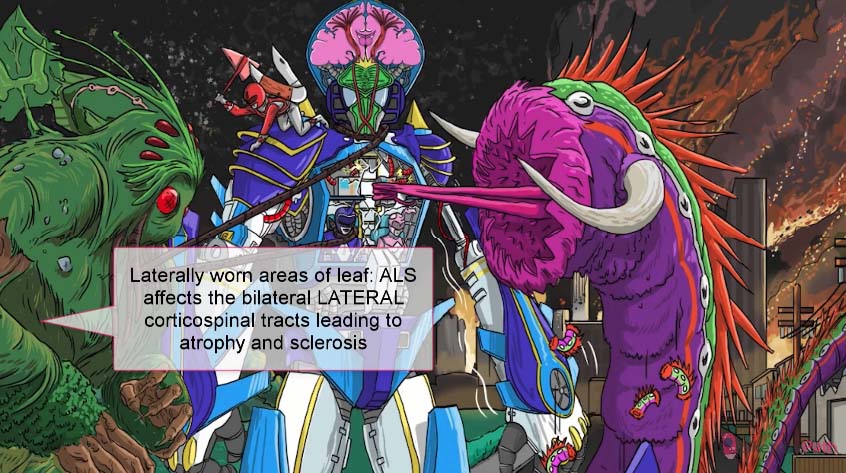 Laterally worn areas of leaf: ALS
affects the bilateral LATERAL
corticospinal tracts leading to
atrophy and sclerosis